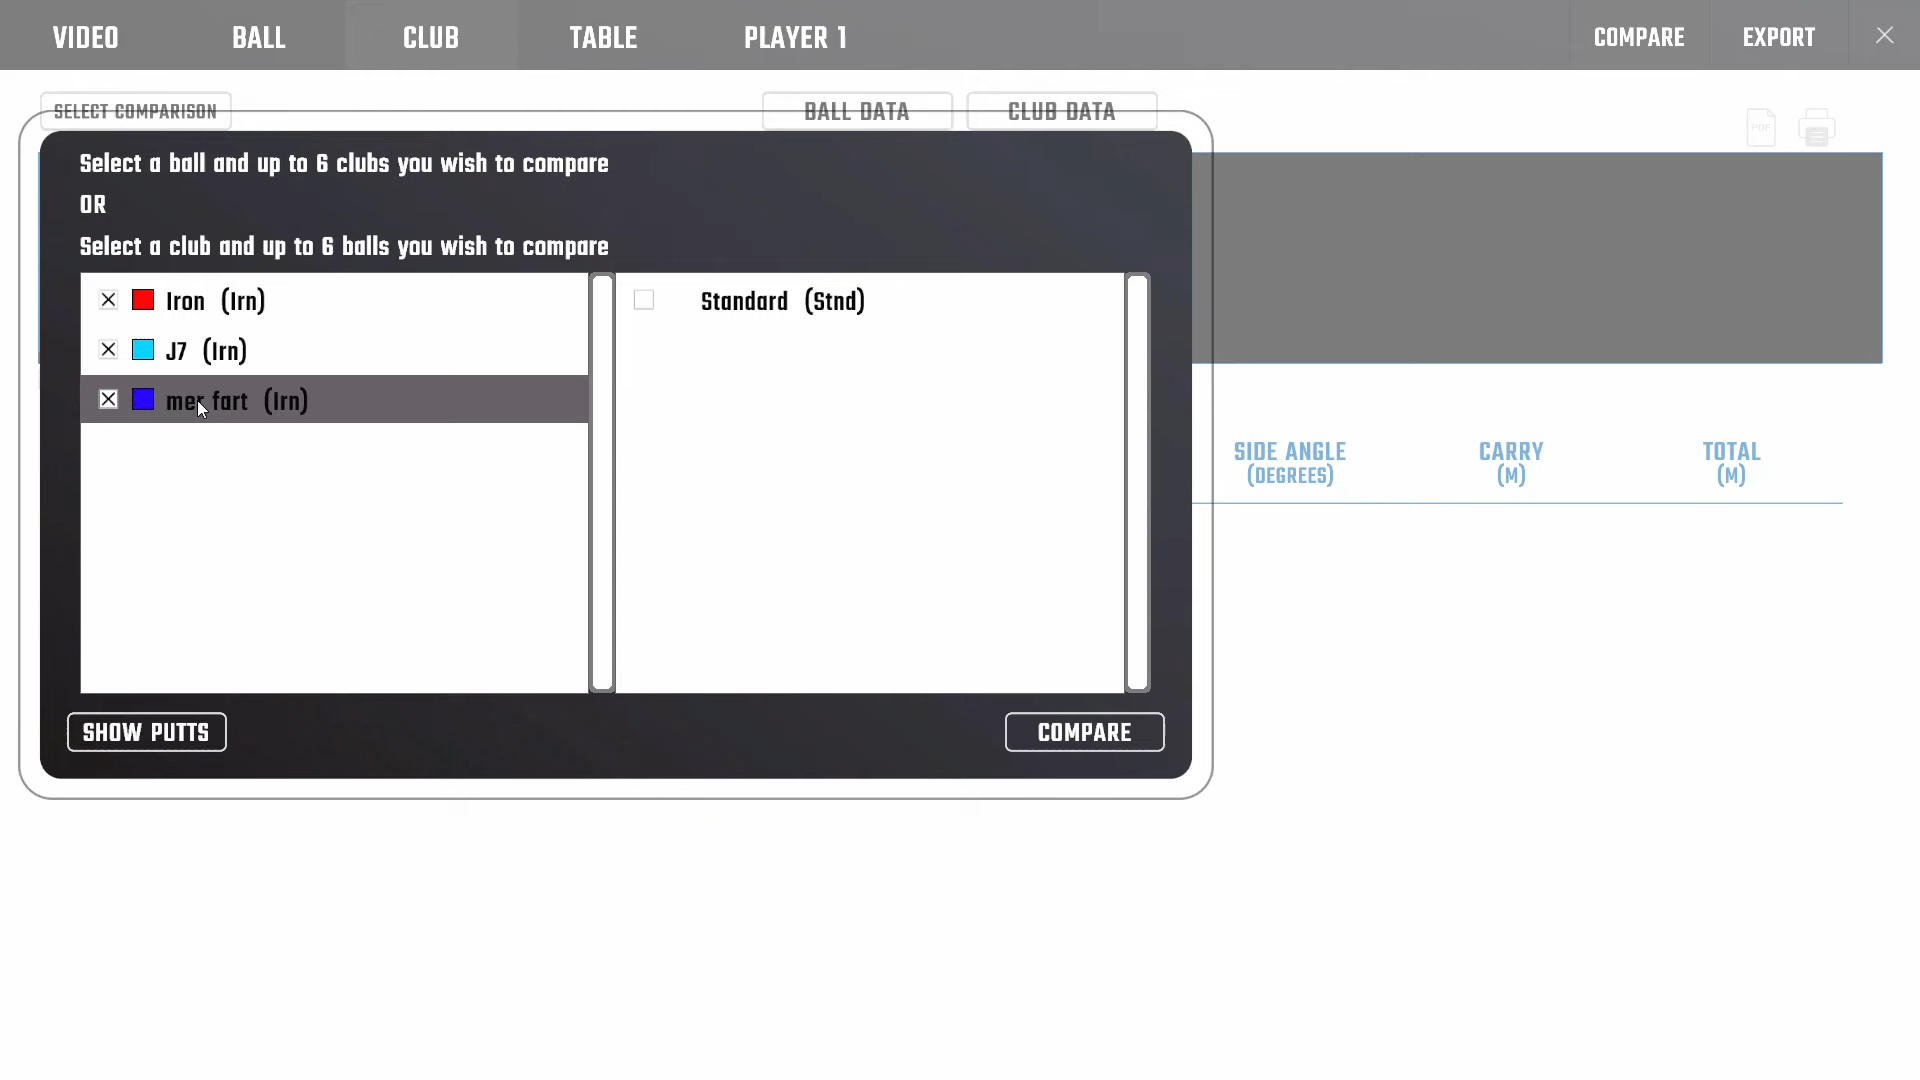 VIDEO BALL CLUB TABLE PLAYER 1 COMPARE EXPORT
SELECT COMPARISON BALL DATA CLUB DATA
PDF
Select a ball and up to 6 clubs you wish to compare
OR
Select a club and up to 6 balls you wish to compare
Iron (Irn)
J7 (Irn)
mer fart (Irn)
Standard (Stnd)
SIDE ANGLE
(DEGREES)
CARRY
(M)
TOTAL
(M)
SHOW PUTTS
COMPARE